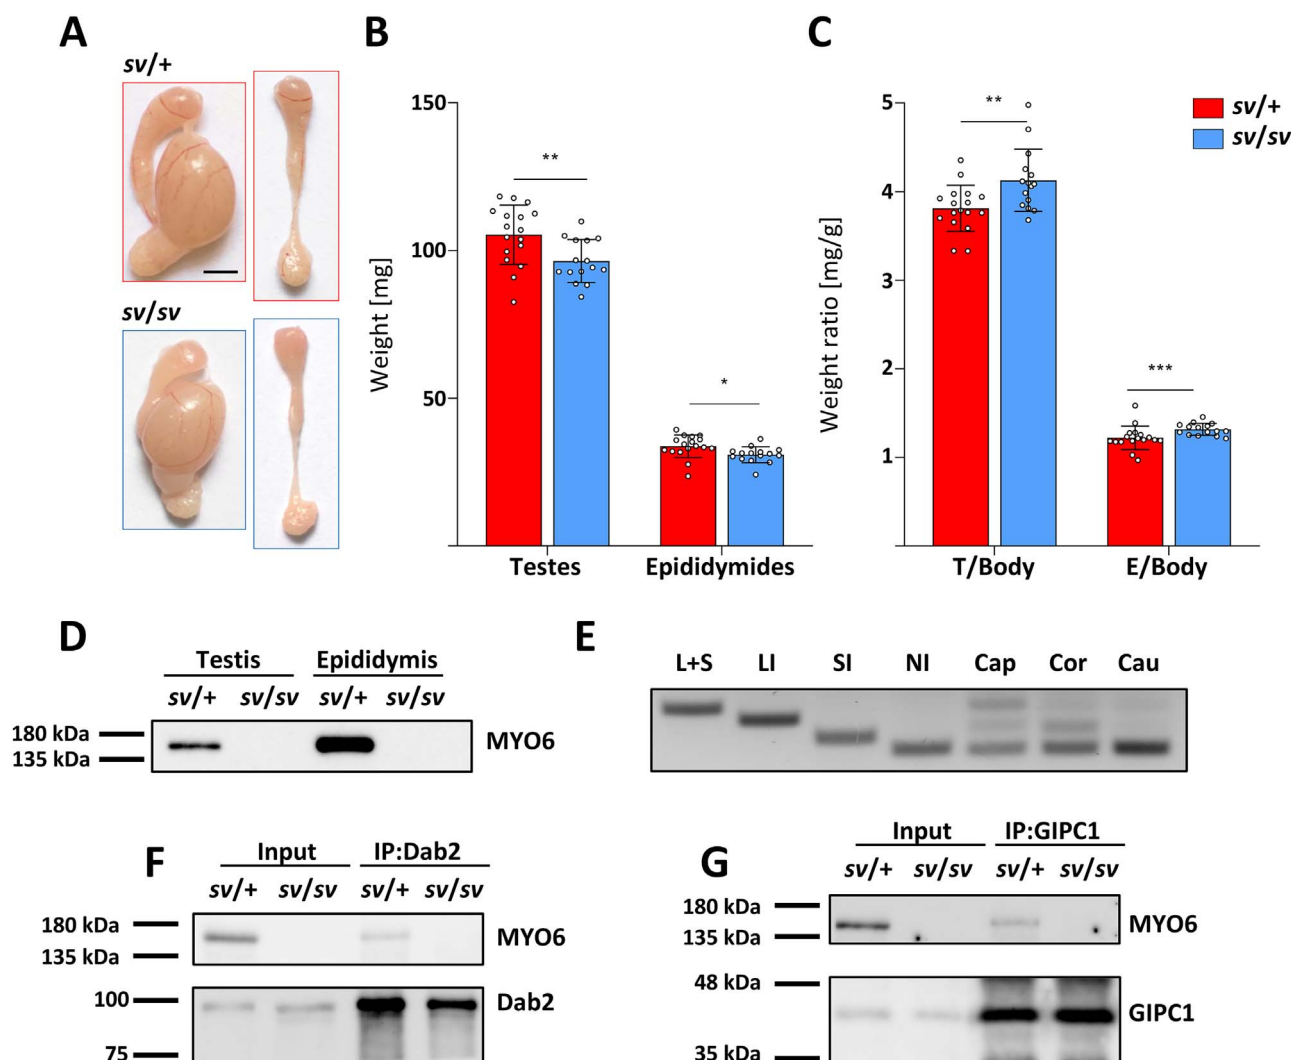 A
sv/+
sv/sv
B
Weight [mg]
150
100
50
**
*
Testes
Epididymides
C
Weight ratio [mg/g]
5
4
3
2
1
**
***
T/Body
E/Body
sv/+
sv/sv
D
Testis
Epididymis
sv/+
sv/sv
sv/+
sv/sv
180 kDa
135 kDa
MYO6
E
L+S
LI
SI
NI
Cap
Cor
Cau
F
Input
IP:Dab2
sv/+
sv/sv
sv/+
sv/sv
180 kDa
135 kDa
MYO6
100
Dab2
75
G
Input
IP:GIPC1
sv/+
sv/sv
sv/+
sv/sv
180 kDa
135 kDa
MYO6
48 kDa
GIPC1
35 kDa